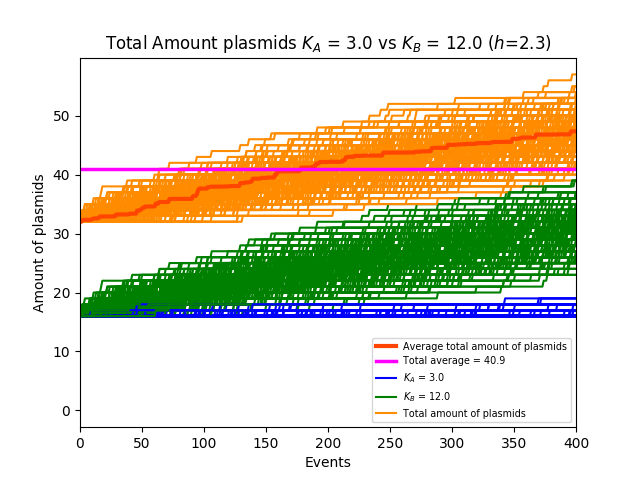 Total Amount plasmids K_A = 3.0 vs K_B = 12.0 (h=2.3)
Amount of plasmids
50
40
30
20
10
0
Average total amount of plasmids
Total average = 40.9
K_A = 3.0
K_B = 12.0
Total amount of plasmids
0 50 100 150 200 250 300 350 400
Events